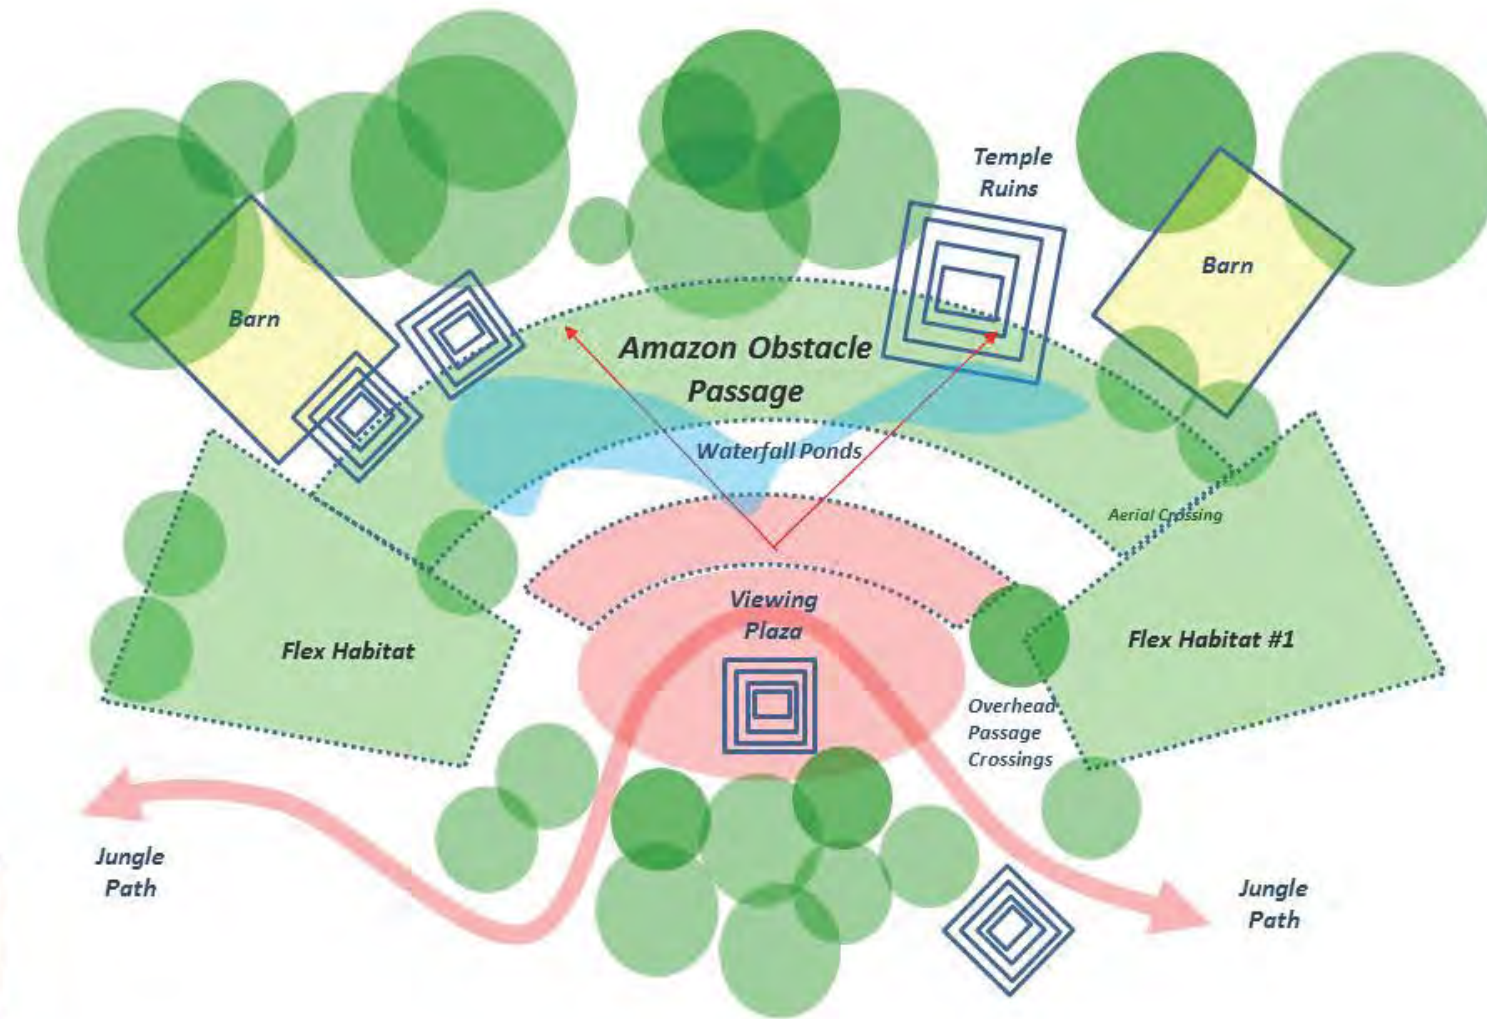 Temple
Ruins
Barn
Barn
Amazon Obstacle
Passage
Waterfall Ponds
Aerial Crossing
Viewing
Plaza
Flex Habitat
Flex Habitat #1
Overhead
Passage
Crossings
Jungle
Path
Jungle
Path